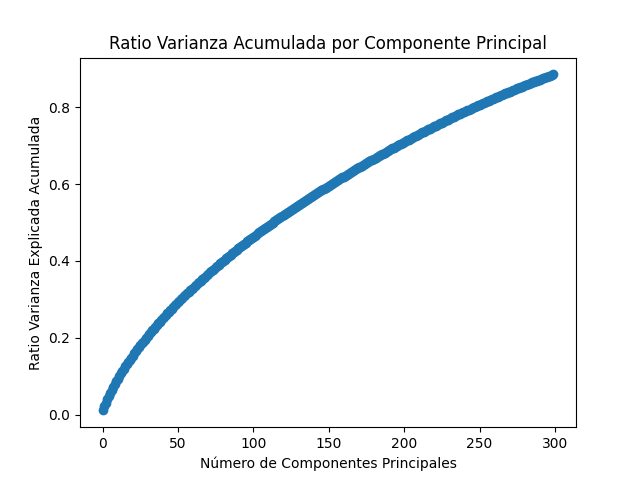 Ratio Varianza Acumulada por Componente Principal
Ratio Varianza Explicada Acumulada
0.8
0.6
0.4
0.2
0.0
0 50 100 150 200 250 300
Número de Componentes Principales